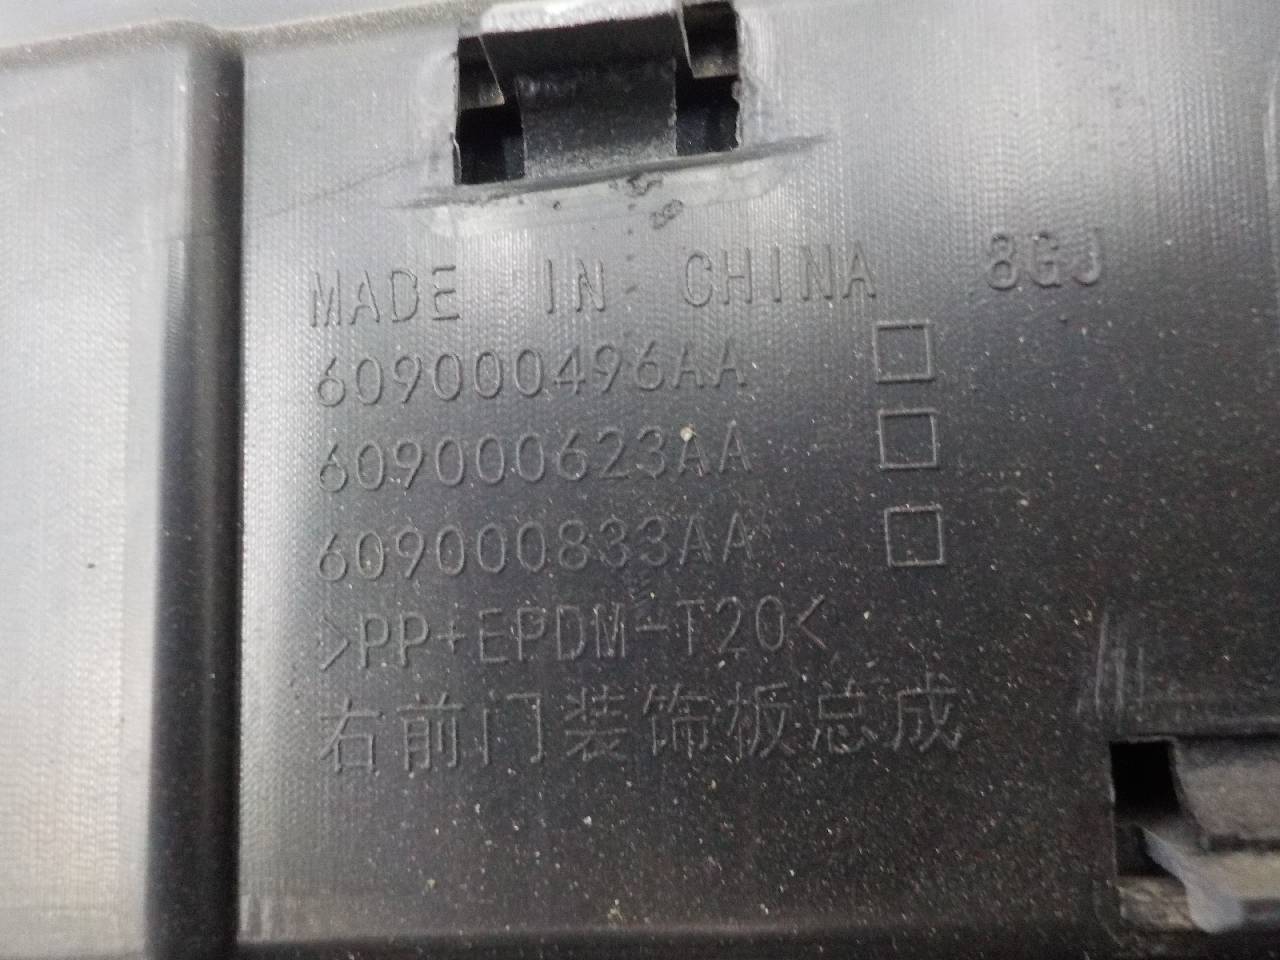 MADE IN CHINA 8GJ
609000496AA □
609000623AA □
609000833AA □
>PP+EPDM-T20<
右前门装饰板总成